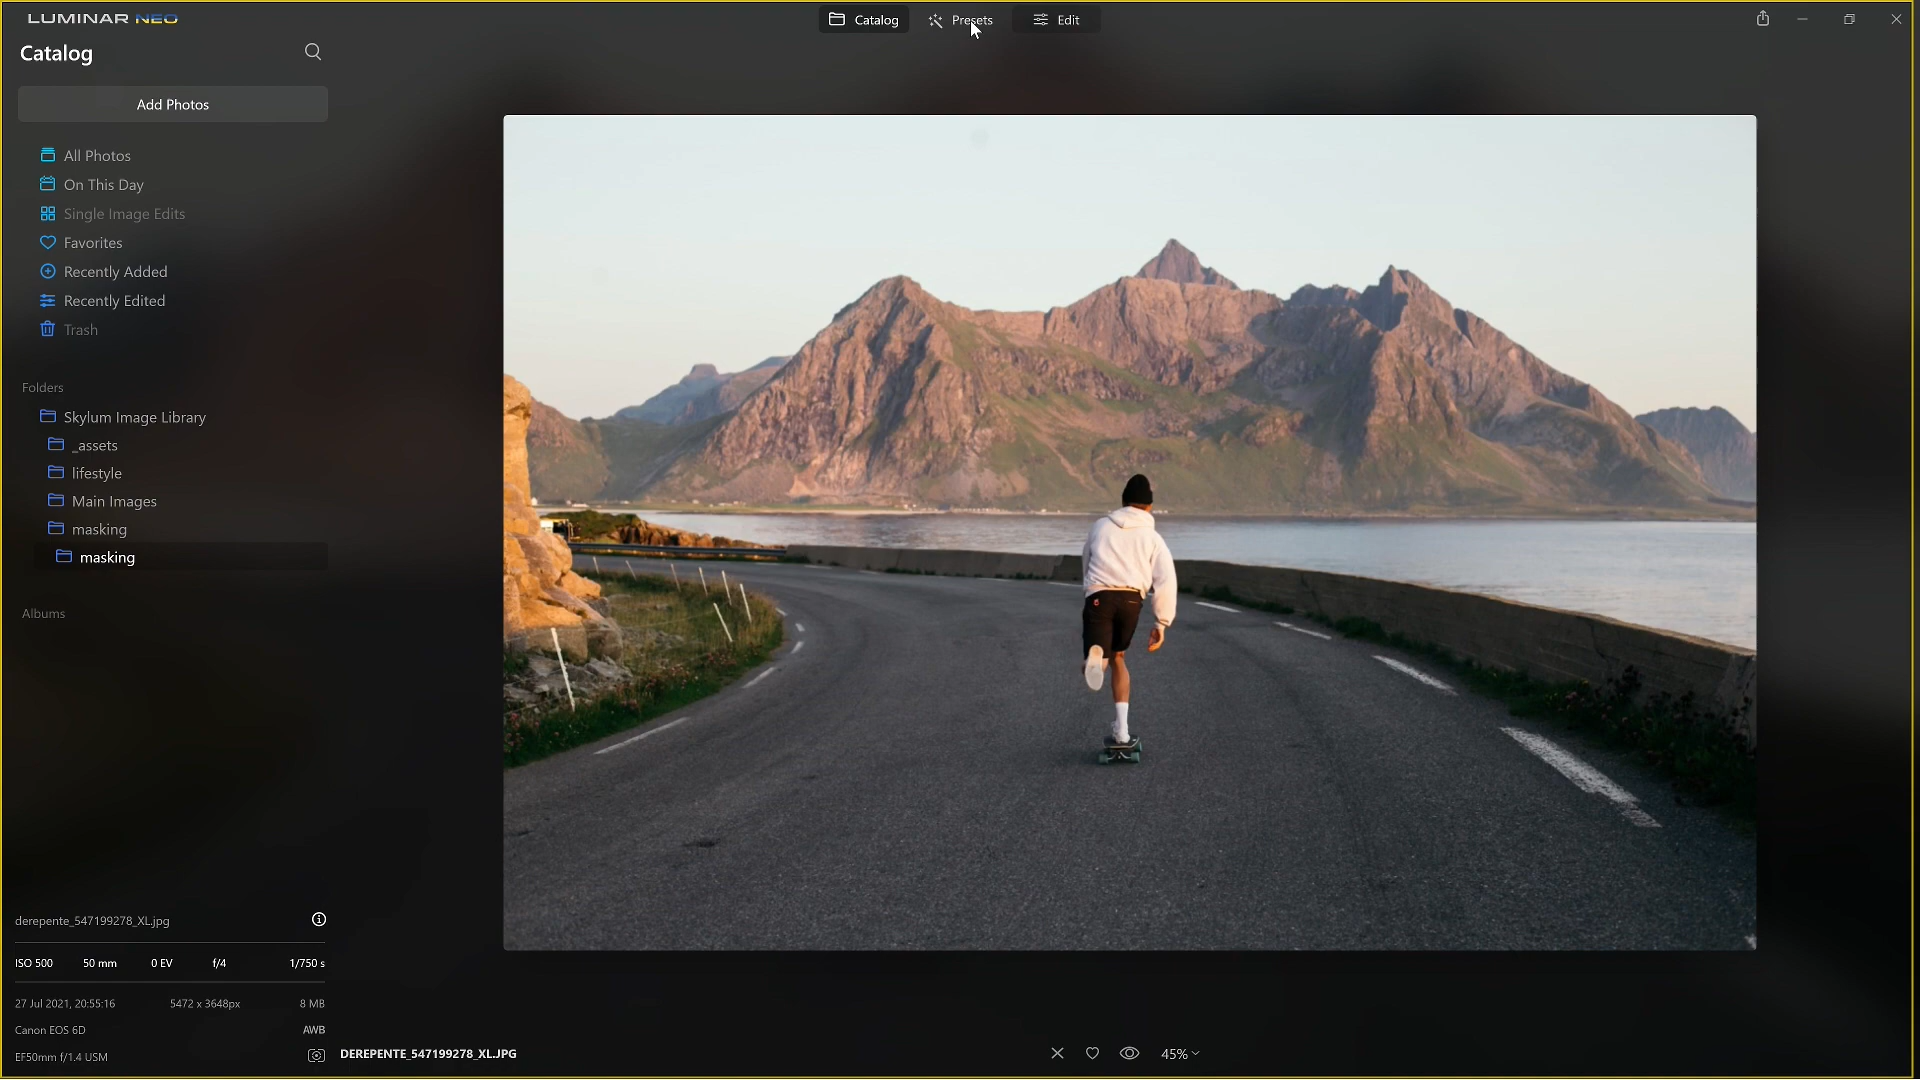 LUMINAR NEO
Catalog
Presets
Edit
Catalog
Add Photos
All Photos
On This Day
Single Image Edits
Favorites
Recently Added
Recently Edited
Trash
Folders
Skylum Image Library
_assets
lifestyle
Main Images
masking
masking
Albums
derepente_547199278_XL.jpg
ISO 500 50 mm 0 EV f/4 1/750 s
27 Jul 2021, 20:55:16 5472 x 3648px 8 MB
Canon EOS 6D AWB
EF50mm f/1.4 USM
DEREPENTE_547199278_XL.JPG
45%